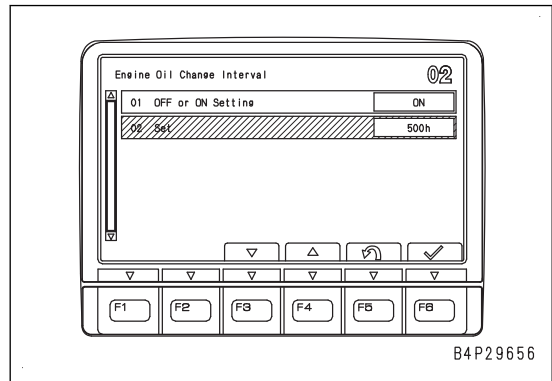 Engine Oil Change Interval 02
01 OFF or ON Setting ON
02 Set 500h
F1 F2 F3 F4 F5 F6
B4P29656